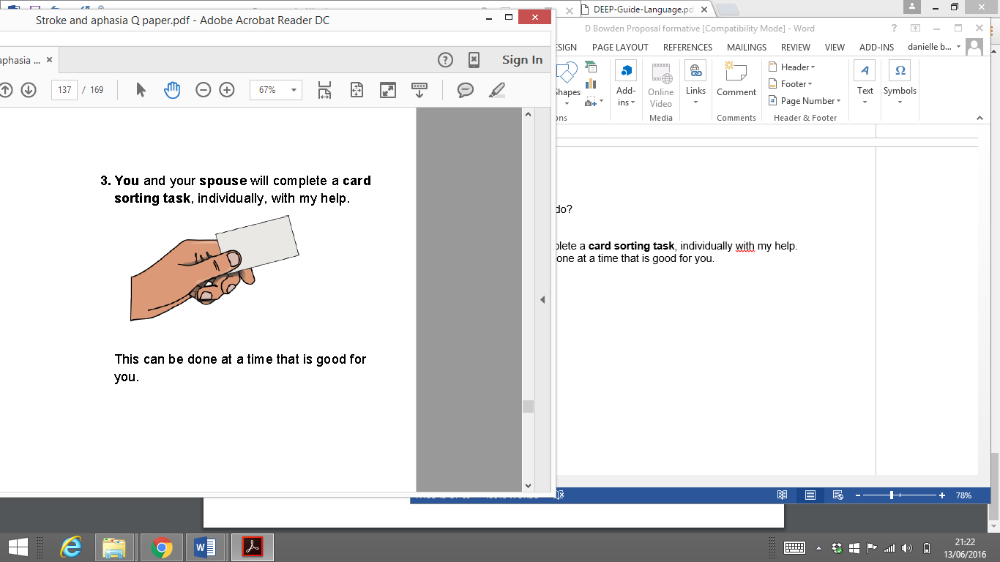 DEEP-Guide-Language.pd
Stroke and aphasia Q paper.pdf - Adobe Acrobat Reader DC
D Bowden Proposal formative [Compatibility Mode] - Word
ESIGN PAGE LAYOUT REFERENCES MAILINGS REVIEW VIEW ADD-INS danielle b...
aphasia ...
Sign In
137 / 169
67%
Shapes
Add-
ins
Online
Video
Links
Comment
Header
Footer
Page Number
Text
Symbols
ons
Media
Comments
Header & Footer
3. You and your spouse will complete a card
sorting task, individually, with my help.
This can be done at a time that is good for
you.
do?
plete a card sorting task, individually with my help.
one at a time that is good for you.
78%
21:22
13/06/2016